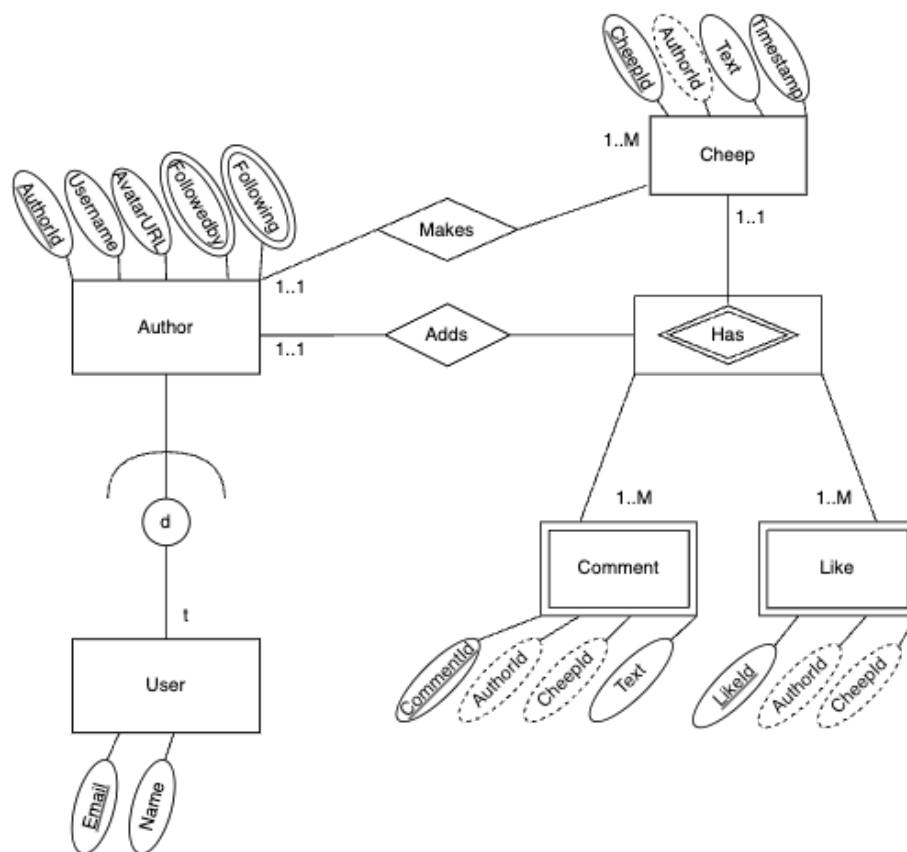 CheepId
AuthorId
Text
Timestamp
1..M
Cheep
AuthorId
Username
AvatarURL
Followedby
Following
1..1
Makes
1..1
Author
1..1
Adds
Has
1..M
1..M
d
Comment
Like
t
User
CommentId
AuthorId
CheepId
Text
LikeId
AuthorId
CheepId
Email
Name